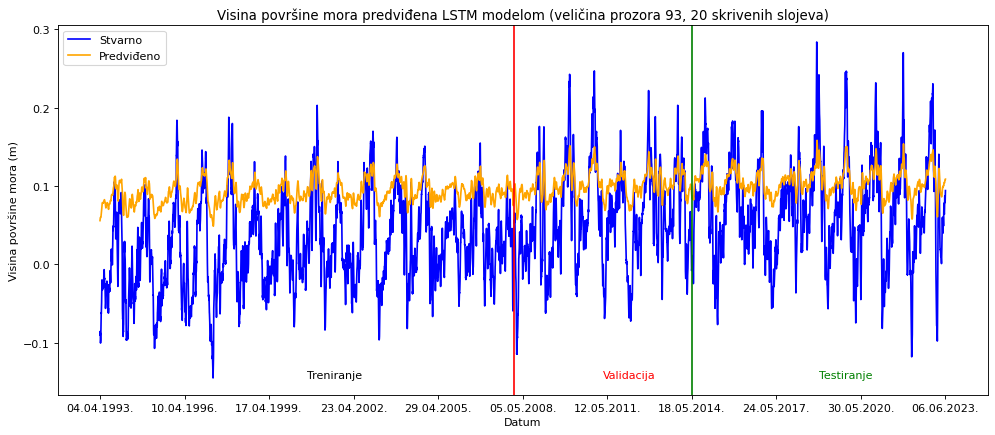 Visina površine mora predviđena LSTM modelom (veličina prozora 93, 20 skrivenih slojeva)
Stvarno
Predviđeno
0.3
0.2
0.1
0.0
−0.1
Visina površine mora (m)
Treniranje
Validacija
Testiranje
04.04.1993. 10.04.1996. 17.04.1999. 23.04.2002. 29.04.2005. 05.05.2008. 12.05.2011. 18.05.2014. 24.05.2017. 30.05.2020. 06.06.2023.
Datum